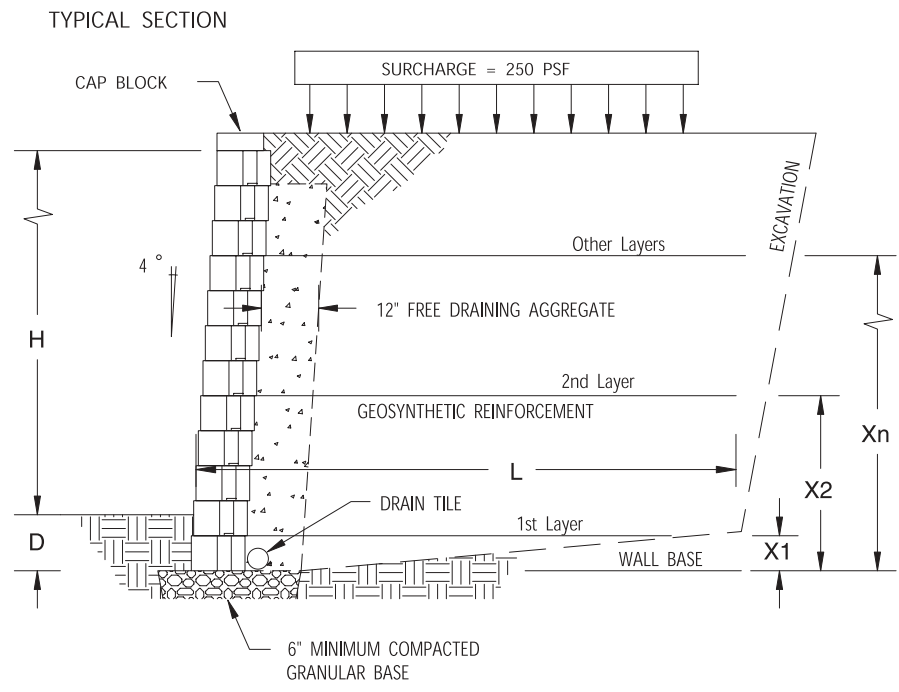 TYPICAL SECTION
SURCHARGE = 250 PSF
CAP BLOCK
EXCAVATION
Other Layers
4 °
12" FREE DRAINING AGGREGATE
H
2nd Layer
GEOSYNTHETIC REINFORCEMENT
Xn
L
X2
DRAIN TILE
1st Layer
D
X1
WALL BASE
6" MINIMUM COMPACTED
GRANULAR BASE